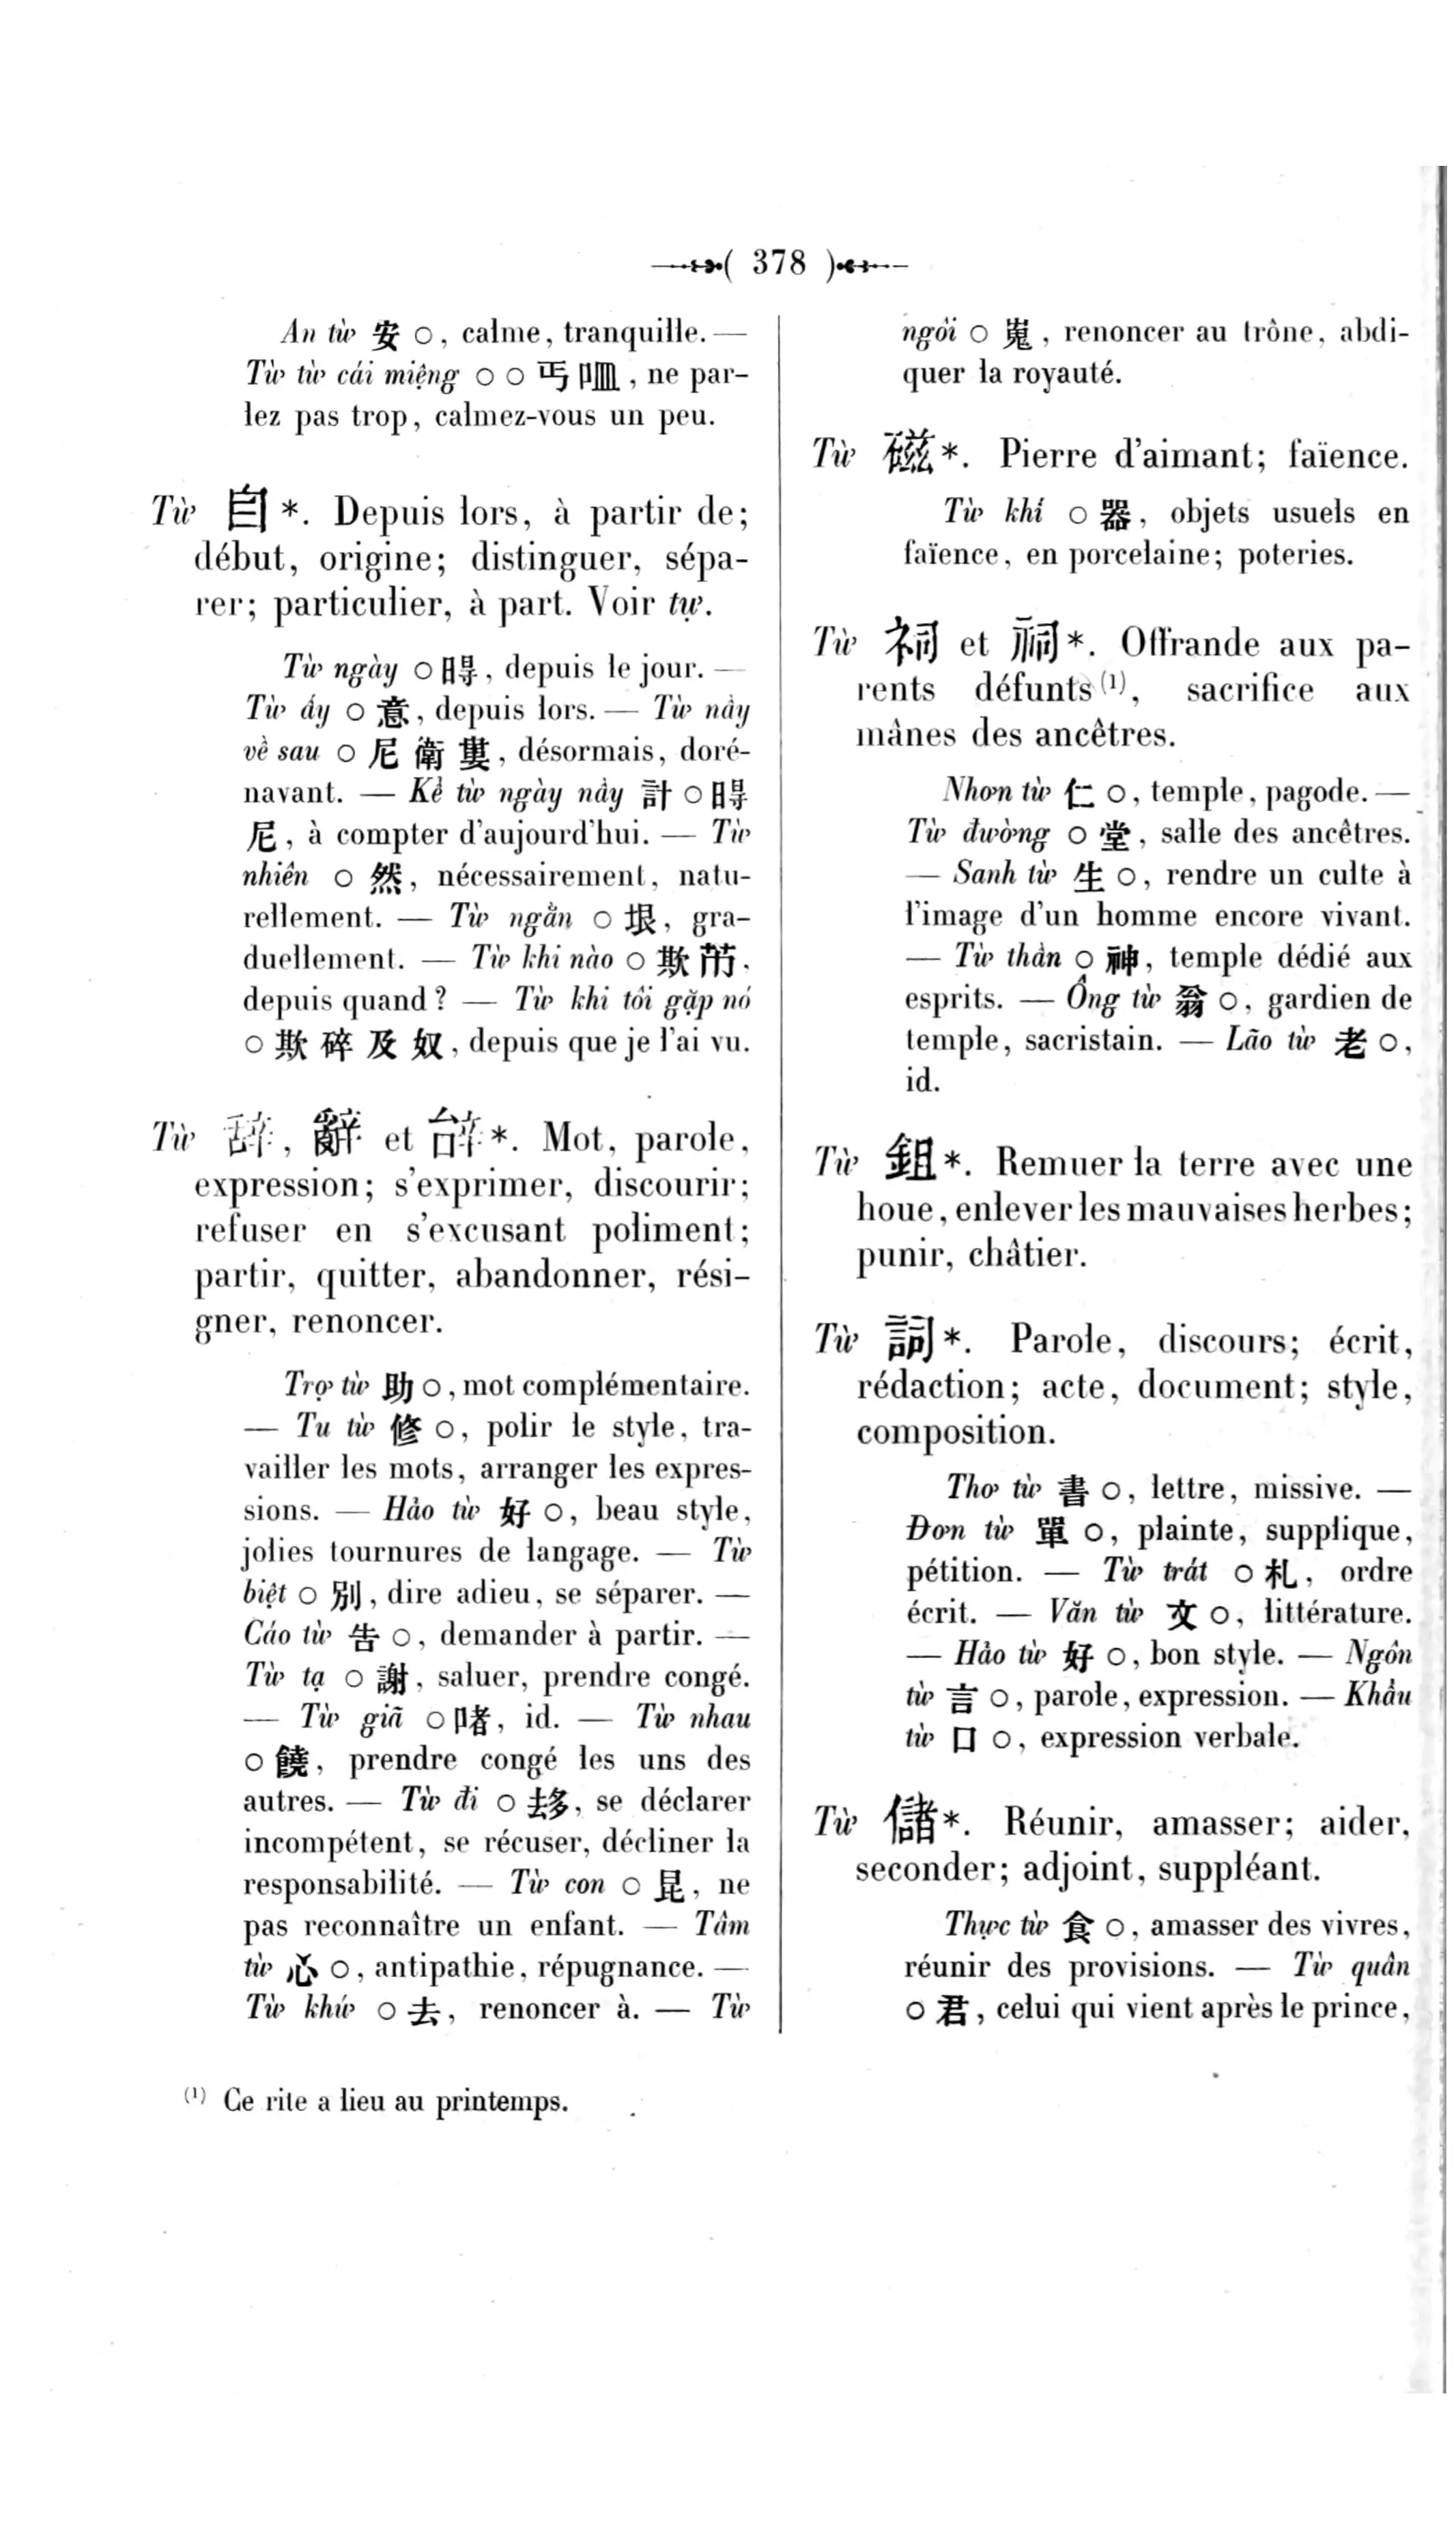 ( 378 )
An từ 安 ○, calme, tranquille. —
Từ từ cái miệng ○ ○ 丐 𠰘, ne par-
lez pas trop, calmez-vous un peu.
Từ 自 *. Depuis lors, à partir de;
début, origine; distinguer, sépa-
rer; particulier, à part. Voir tự.
Từ ngày ○ 㝵, depuis le jour. —
Từ ấy ○ 意, depuis lors. — Từ nầy
về sau ○ 尼 衛 婁, désormais, doré-
navant. — Kể từ ngày nầy 計 ○
尼, à compter d'aujourd'hui. — Từ
nhiên ○ 然, nécessairement, natu-
rellement. — Từ ngằn ○ 垠, gra-
duellement. — Từ khi nào ○ 欺 芇,
depuis quand? — Từ khi tôi gặp nó
○ 欺 碎 及 奴, depuis que je l'ai vu.
Từ 辞, 辭 et 辝 *. Mot, parole,
expression; s'exprimer, discourir;
refuser en s'excusant poliment;
partir, quitter, abandonner, rési-
gner, renoncer.
Trợ từ 助 ○, mot complémentaire.
— Tu từ 修 ○, polir le style, tra-
vailler les mots, arranger les expres-
sions. — Hảo từ 好 ○, beau style,
jolies tournures de langage. — Từ
biệt ○ 別, dire adieu, se séparer. —
Cáo từ 告 ○, demander à partir. —
Từ tạ ○ 謝, saluer, prendre congé.
— Từ giã ○ 啫, id. — Từ nhau
○ 饒, prendre congé les uns des
autres. — Từ đi ○ 𠫾, se déclarer
incompétent, se récuser, décliner la
responsabilité. — Từ con ○ 昆, ne
pas reconnaître un enfant. — Tâm
từ 心 ○, antipathie, répugnance. —
Từ khứ ○ 去, renoncer à. — Từ
ngôi ○ 嵬, renoncer au trône, abdi-
quer la royauté.
Từ 磁 *. Pierre d'aimant; faïence.
Từ khí ○ 器, objets usuels en
faïence, en porcelaine; poteries.
Từ 祠 et 祠 *. Offrande aux pa-
rents défunts (1), sacrifice aux
mânes des ancêtres.
Nhơn từ 仁 ○, temple, pagode. —
Từ đường ○ 堂, salle des ancêtres.
— Sanh từ 生 ○, rendre un culte à
l'image d'un homme encore vivant.
— Từ thần ○ 神, temple dédié aux
esprits. — Ông từ 翁 ○, gardien de
temple, sacristain. — Lão từ 老 ○,
id.
Từ 鉏 *. Remuer la terre avec une
houe, enlever les mauvaises herbes;
punir, châtier.
Từ 詞 *. Parole, discours; écrit,
rédaction; acte, document; style,
composition.
Thơ từ 書 ○, lettre, missive. —
Đơn từ 單 ○, plainte, supplique,
pétition. — Từ trát ○ 札, ordre
écrit. — Văn từ 文 ○, littérature.
— Hảo từ 好 ○, bon style. — Ngôn
từ 言 ○, parole, expression. — Khẩu
từ 口 ○, expression verbale.
Từ 儲 *. Réunir, amasser; aider,
seconder; adjoint, suppléant.
Thực từ 食 ○, amasser des vivres,
réunir des provisions. — Từ quân
○ 君, celui qui vient après le prince,
(1) Ce rite a lieu au printemps.